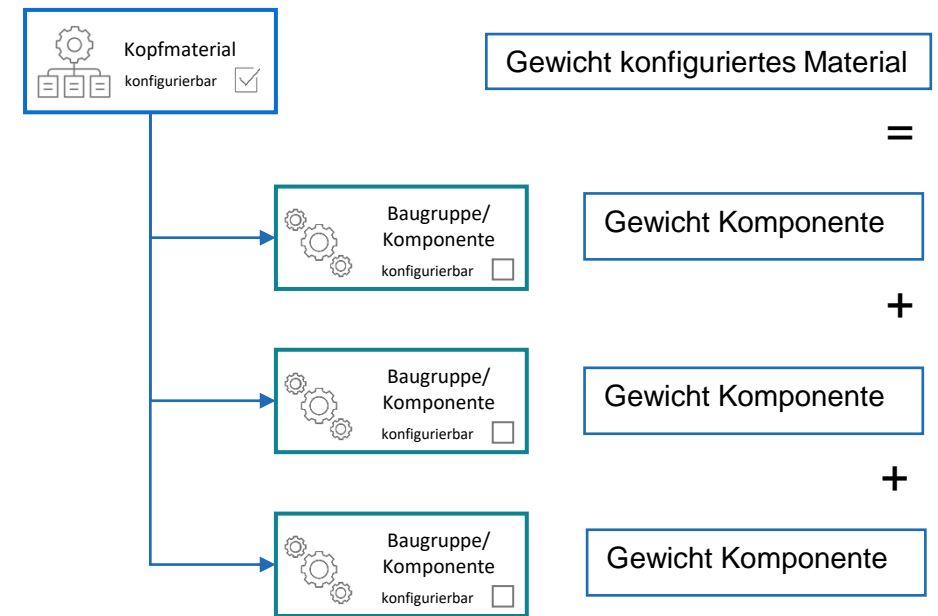 Kopfmaterial
konfigurierbar
Gewicht konfiguriertes Material
=
Baugruppe/
Komponente
konfigurierbar
Gewicht Komponente
+
Baugruppe/
Komponente
konfigurierbar
Gewicht Komponente
+
Baugruppe/
Komponente
konfigurierbar
Gewicht Komponente